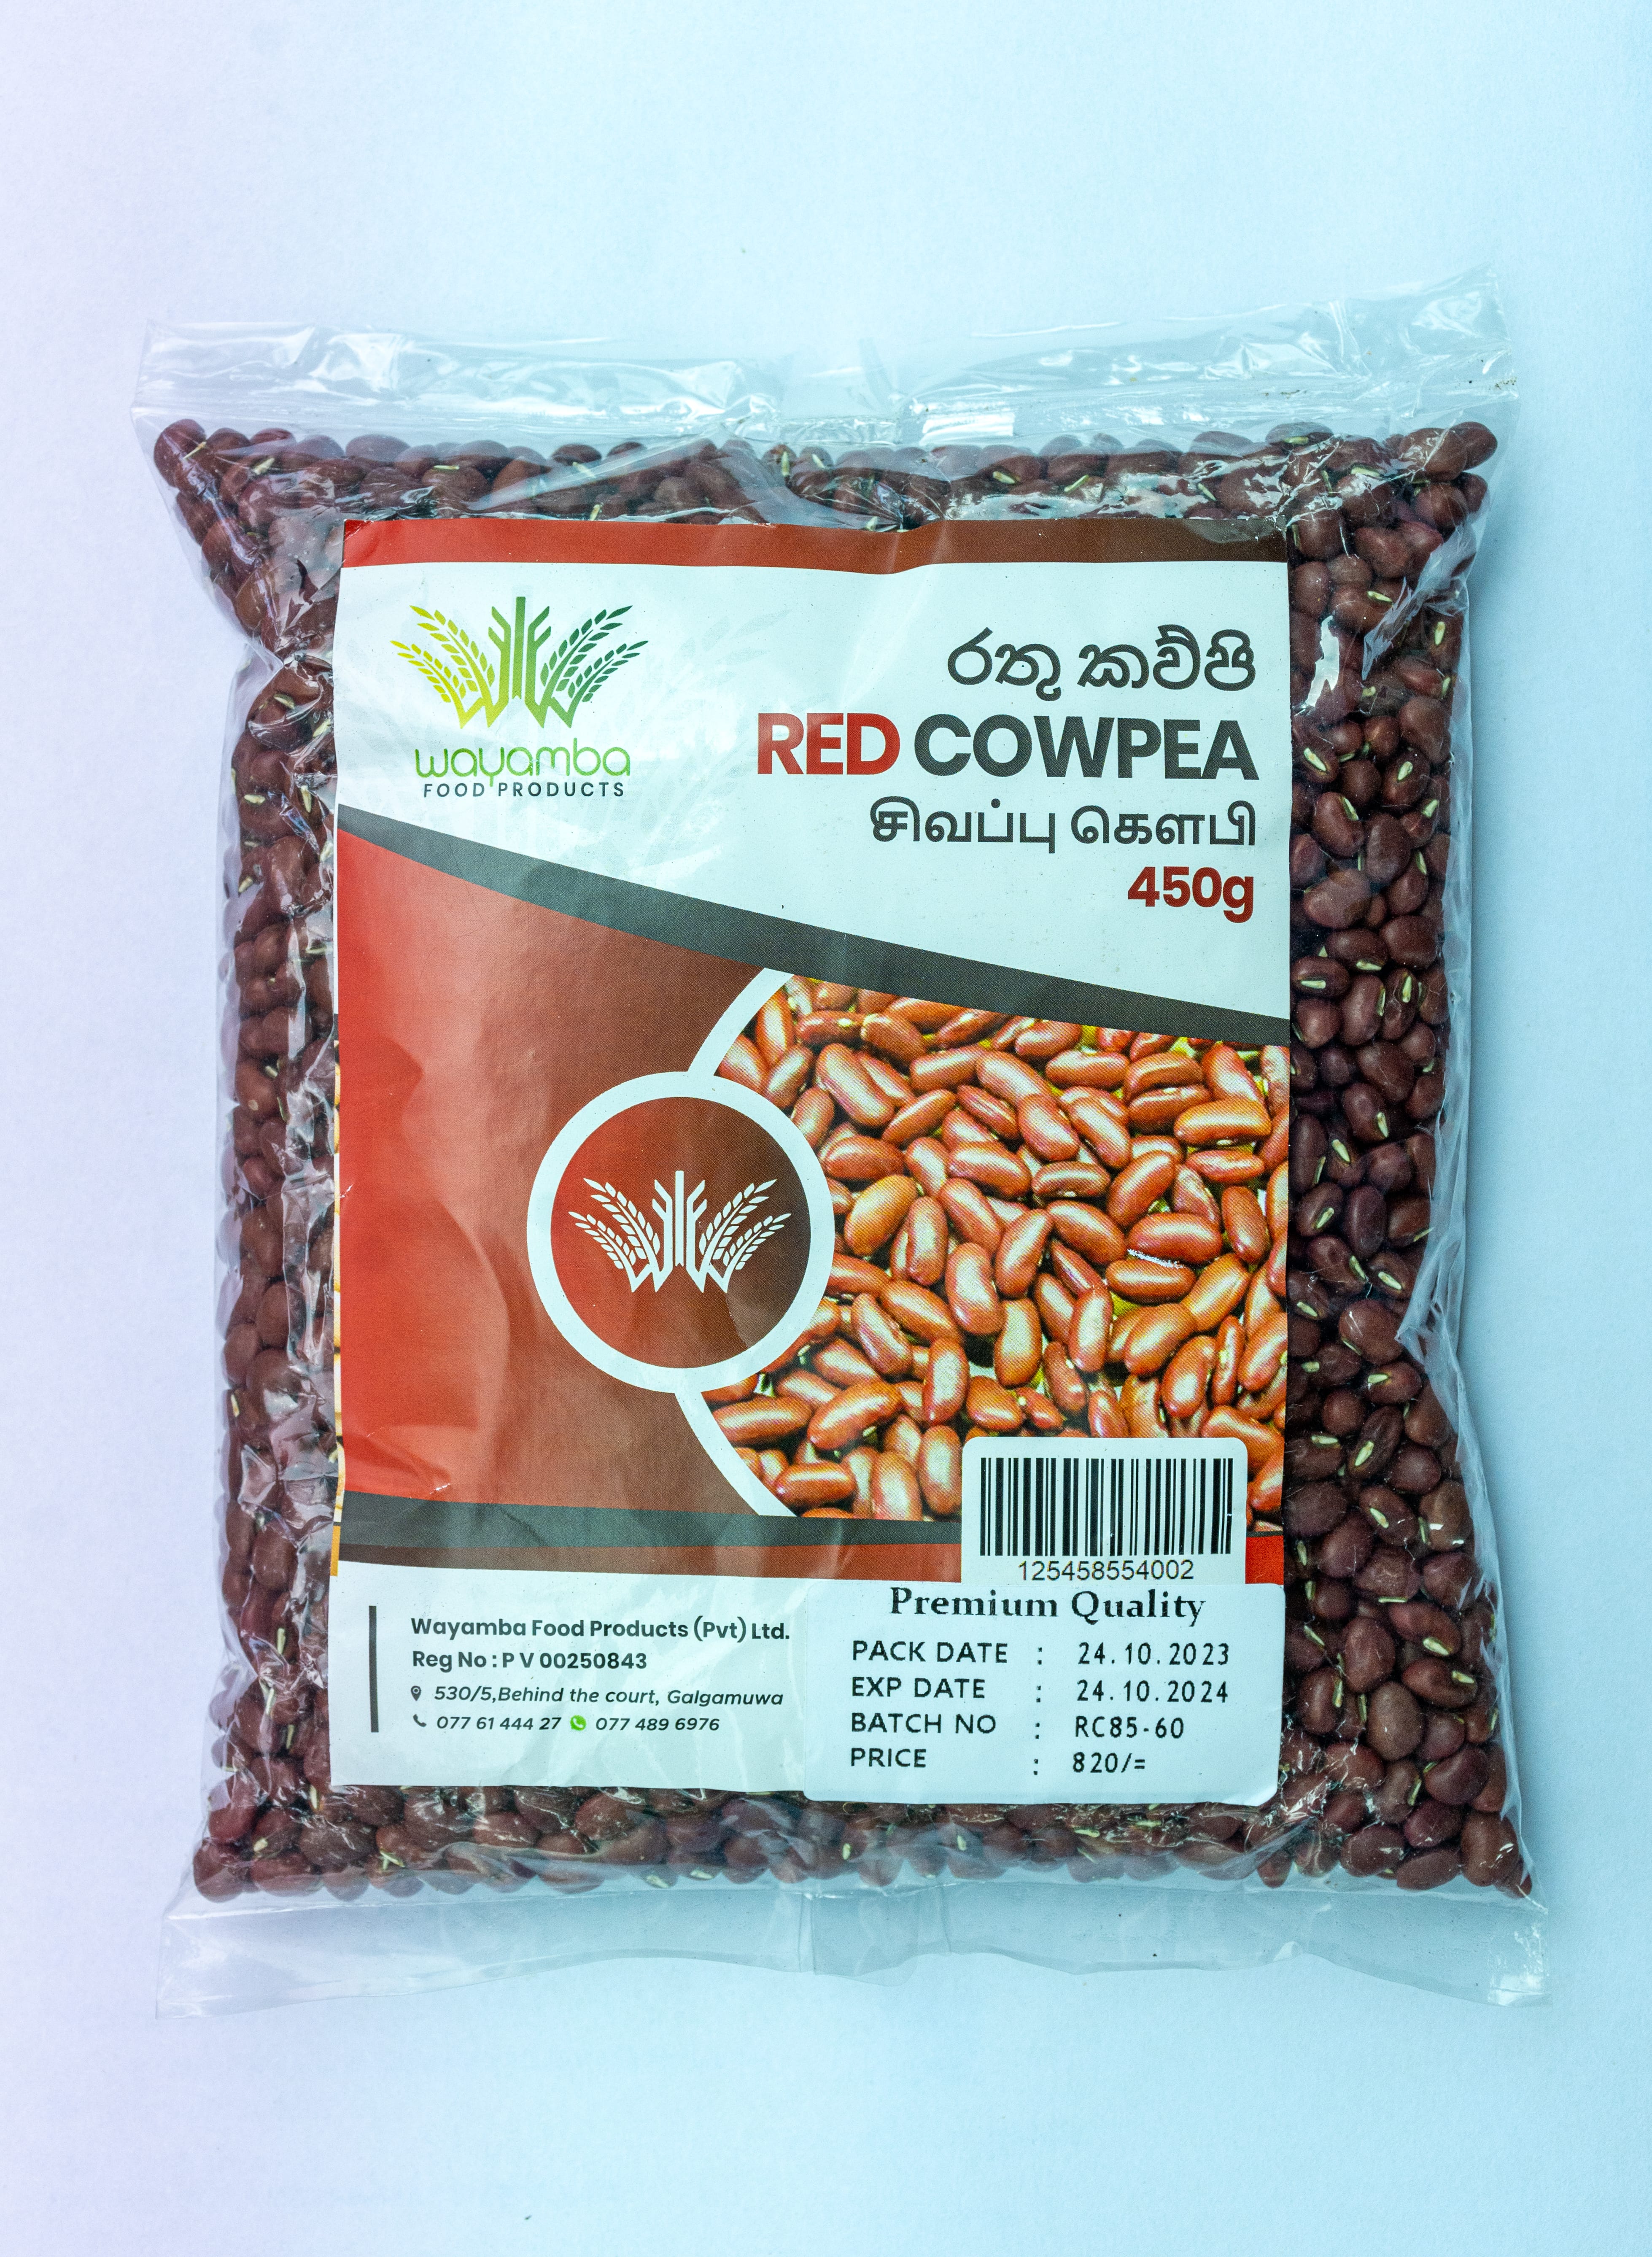 wayamba
FOOD PRODUCTS
රතු කව්පි
RED COWPEA
சிவப்பு கௌபி
450g
125458554002
Premium Quality
PACK DATE : 24.10.2023
EXP DATE : 24.10.2024
BATCH NO : RC85-60
PRICE : 820/=
Wayamba Food Products (Pvt) Ltd.
Reg No : P V 00250843
530/5,Behind the court, Galgamuwa
077 61 444 27 077 489 6976